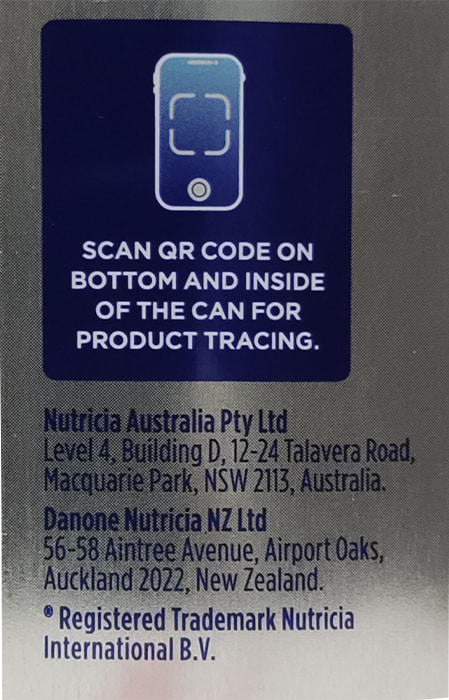 SCAN QR CODE ON
BOTTOM AND INSIDE
OF THE CAN FOR
PRODUCT TRACING.
Nutricia Australia Pty Ltd
Level 4, Building D, 12-24 Talavera Road,
Macquarie Park, NSW 2113, Australia.
Danone Nutricia NZ Ltd
56-58 Aintree Avenue, Airport Oaks,
Auckland 2022, New Zealand.
® Registered Trademark Nutricia
International B.V.